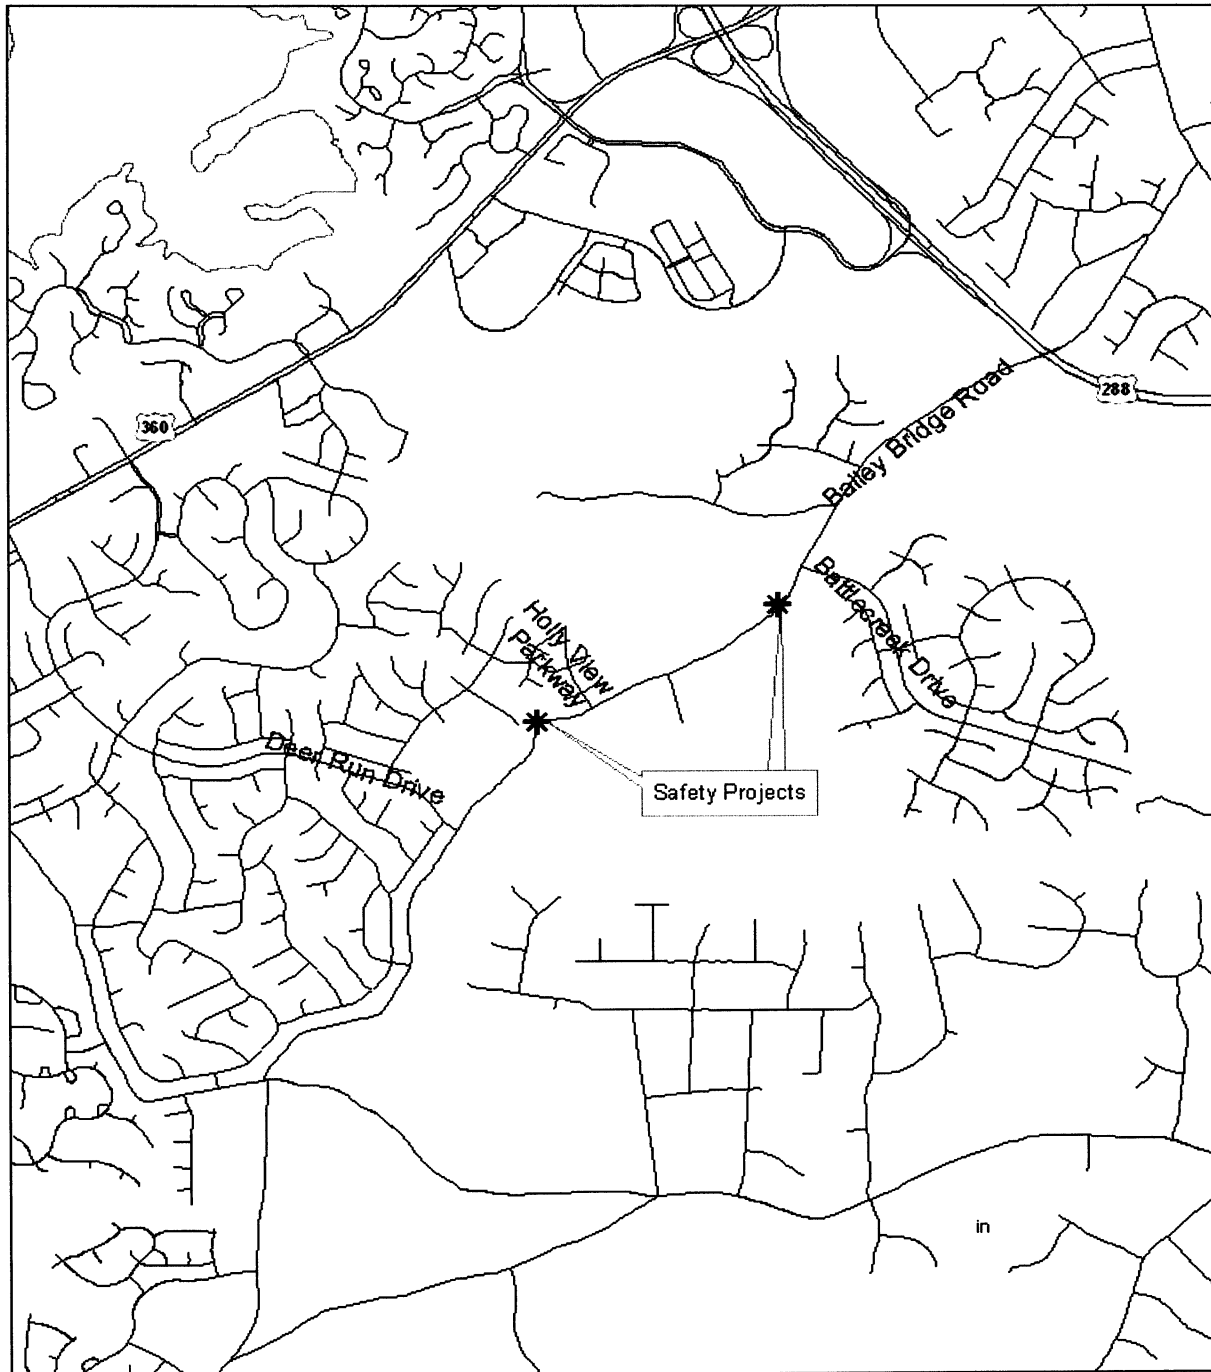 288
360
Bailey Bridge Road
Battlecreek Drive
Holly View
Parkway
Deer Run Drive
Safety Projects
in